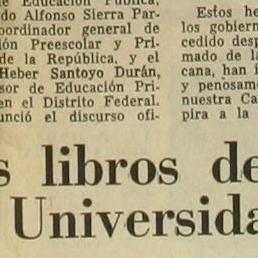 de Educación Pública,
do Alfonso Sierra Par-
oordinador general de
ón Preescolar y Pri-
de la República, y el
Heber Santoyo Durán,
sor de Educación Pri-
en el Distrito Federal.
unció el discurso ofi-
Estos he
los gobiern
cedido desp
mado de la
cana, han i
y penosame
nuestra Ca
pira a la
s libros de
Universida